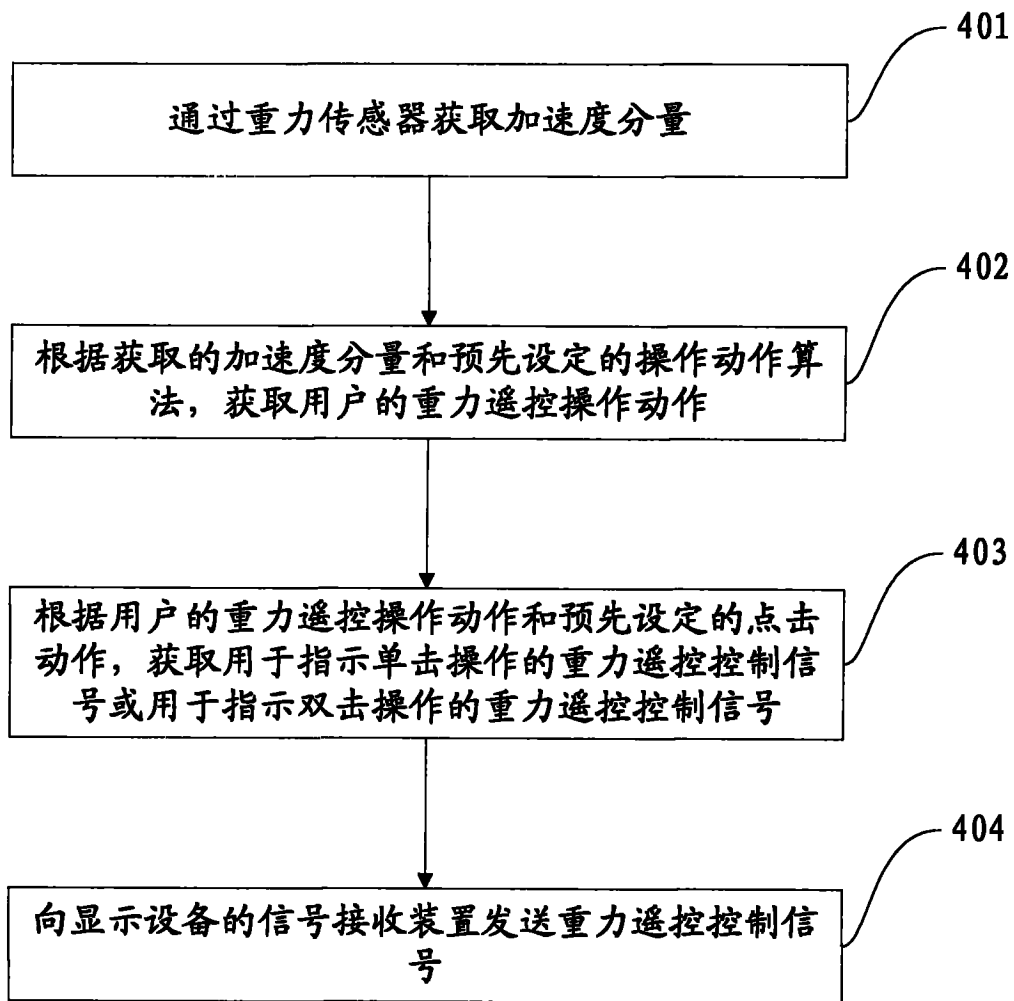 401
通过重力传感器获取加速度分量
402
根据获取的加速度分量和预先设定的操作动作算
法，获取用户的重力遥控操作动作
403
根据用户的重力遥控操作动作和预先设定的点击
动作，获取用于指示单击操作的重力遥控控制信
号或用于指示双击操作的重力遥控控制信号
404
向显示设备的信号接收装置发送重力遥控控制信
号